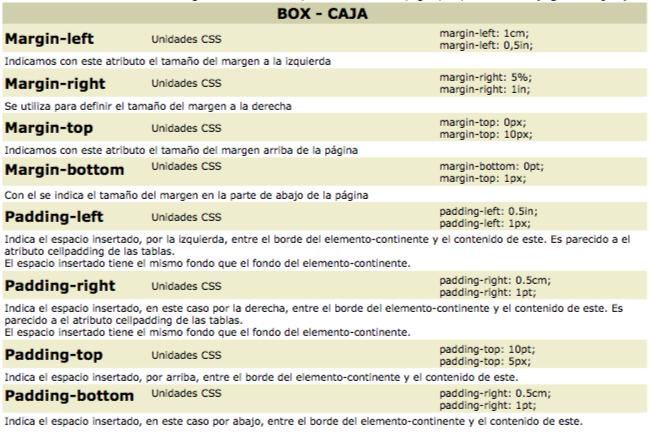 BOX - CAJA
Margin-left Unidades CSS margin-left: 1cm;
margin-left: 0,5in;
Indicamos con este atributo el tamaño del margen a la izquierda
Margin-right Unidades CSS margin-right: 5%;
margin-right: 1in;
Se utiliza para definir el tamaño del margen a la derecha
Margin-top Unidades CSS margin-top: 0px;
margin-top: 10px;
Indicamos con este atributo el tamaño del margen arriba de la página
Margin-bottom Unidades CSS margin-bottom: 0pt;
margin-top: 1px;
Con el se indica el tamaño del margen en la parte de abajo de la página
Padding-left Unidades CSS padding-left: 0.5in;
padding-left: 1px;
Indica el espacio insertado, por la izquierda, entre el borde del elemento-continente y el contenido de este. Es parecido a el
atributo cellpadding de las tablas.
El espacio insertado tiene el mismo fondo que el fondo del elemento-continente.
Padding-right Unidades CSS padding-right: 0.5cm;
padding-right: 1pt;
Indica el espacio insertado, en este caso por la derecha, entre el borde del elemento-continente y el contenido de este. Es
parecido a el atributo cellpadding de las tablas.
El espacio insertado tiene el mismo fondo que el fondo del elemento-continente.
Padding-top Unidades CSS padding-top: 10pt;
padding-top: 5px;
Indica el espacio insertado, por arriba, entre el borde del elemento-continente y el contenido de este.
Padding-bottom Unidades CSS padding-right: 0.5cm;
padding-right: 1pt;
Indica el espacio insertado, en este caso por abajo, entre el borde del elemento-continente y el contenido de este.